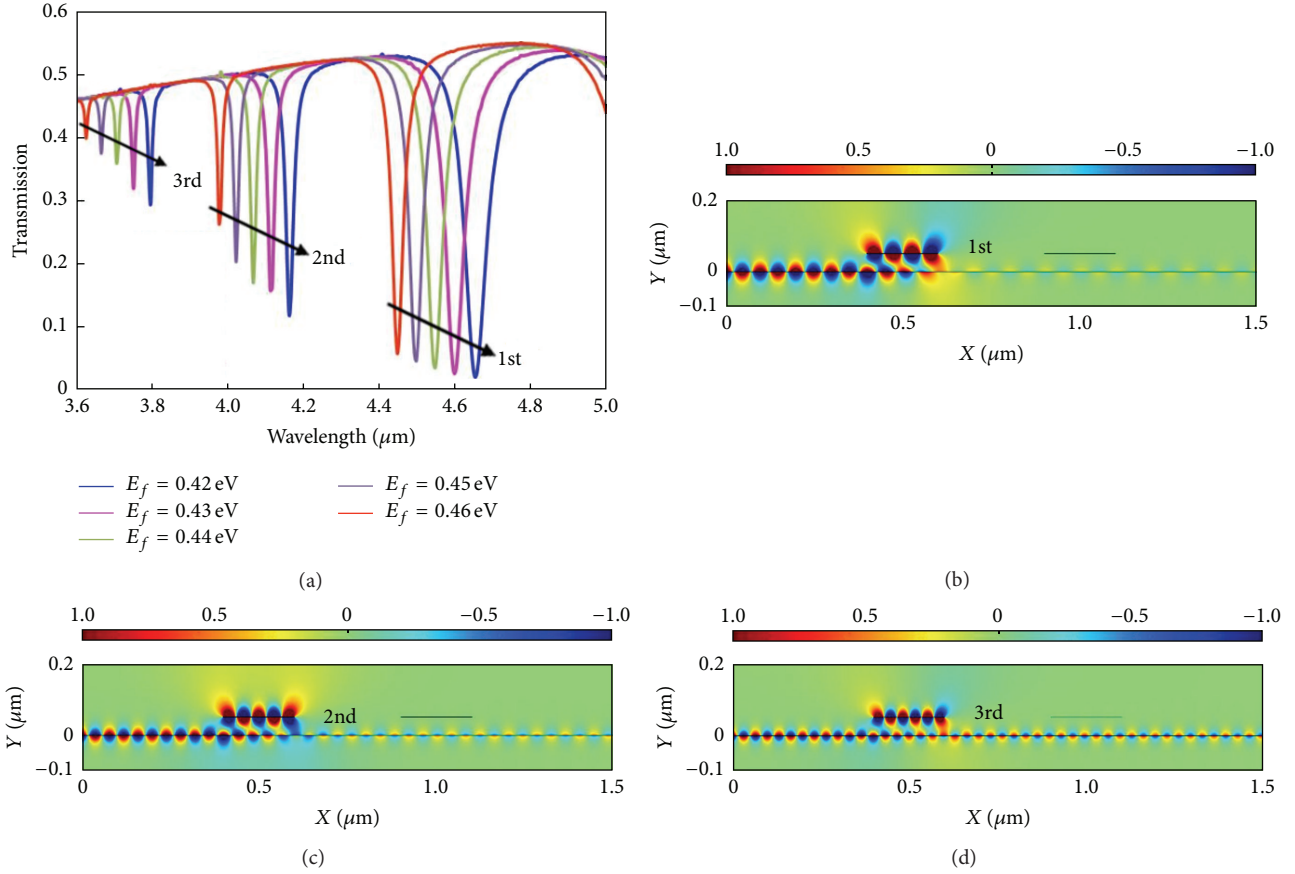 0.6
0.5
0.4
0.3
0.2
0.1
0
Transmission
3rd
2nd
1st
3.6 3.8 4.0 4.2 4.4 4.6 4.8 5.0
Wavelength (μm)
E_f = 0.42 eV
E_f = 0.43 eV
E_f = 0.44 eV
E_f = 0.45 eV
E_f = 0.46 eV
(a)
1.0 0.5 0 −0.5 −1.0
0.2
0
−0.1
Y (μm)
1st
0 0.5 1.0 1.5
X (μm)
(b)
1.0 0.5 0 −0.5 −1.0
0.2
0
−0.1
Y (μm)
2nd
0 0.5 1.0 1.5
X (μm)
(c)
1.0 0.5 0 −0.5 −1.0
0.2
0
−0.1
Y (μm)
3rd
0 0.5 1.0 1.5
X (μm)
(d)